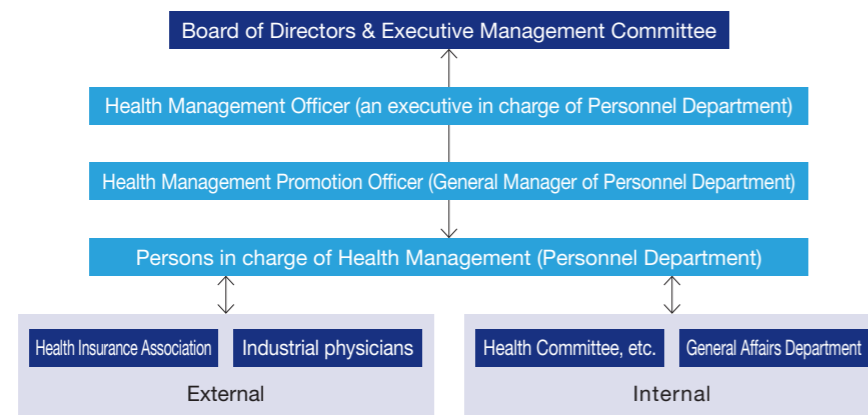 Board of Directors & Executive Management Committee
Health Management Officer (an executive in charge of Personnel Department)
Health Management Promotion Officer (General Manager of Personnel Department)
Persons in charge of Health Management (Personnel Department)
Health Insurance Association
Industrial physicians
External
Health Committee, etc.
General Affairs Department
Internal